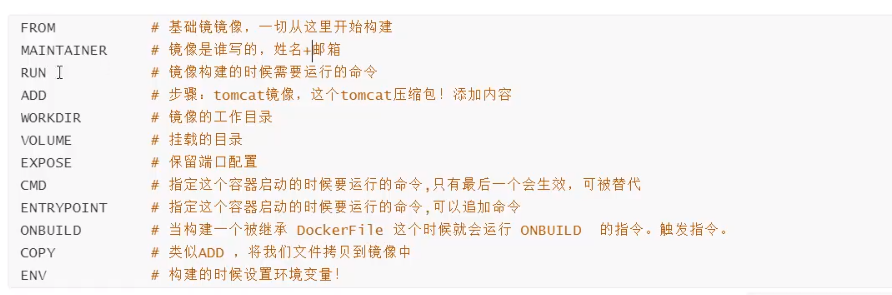 FROM # 基础镜镜像，一切从这里开始构建
MAINTAINER # 镜像是谁写的，姓名+邮箱
RUN # 镜像构建的时候需要运行的命令
ADD # 步骤：tomcat镜像，这个tomcat压缩包！添加内容
WORKDIR # 镜像的工作目录
VOLUME # 挂载的目录
EXPOSE # 保留端口配置
CMD # 指定这个容器启动的时候要运行的命令,只有最后一个会生效，可被替代
ENTRYPOINT # 指定这个容器启动的时候要运行的命令,可以追加命令
ONBUILD # 当构建一个被继承 DockerFile 这个时候就会运行 ONBUILD 的指令。触发指令。
COPY # 类似ADD ，将我们文件拷贝到镜像中
ENV # 构建的时候设置环境变量！